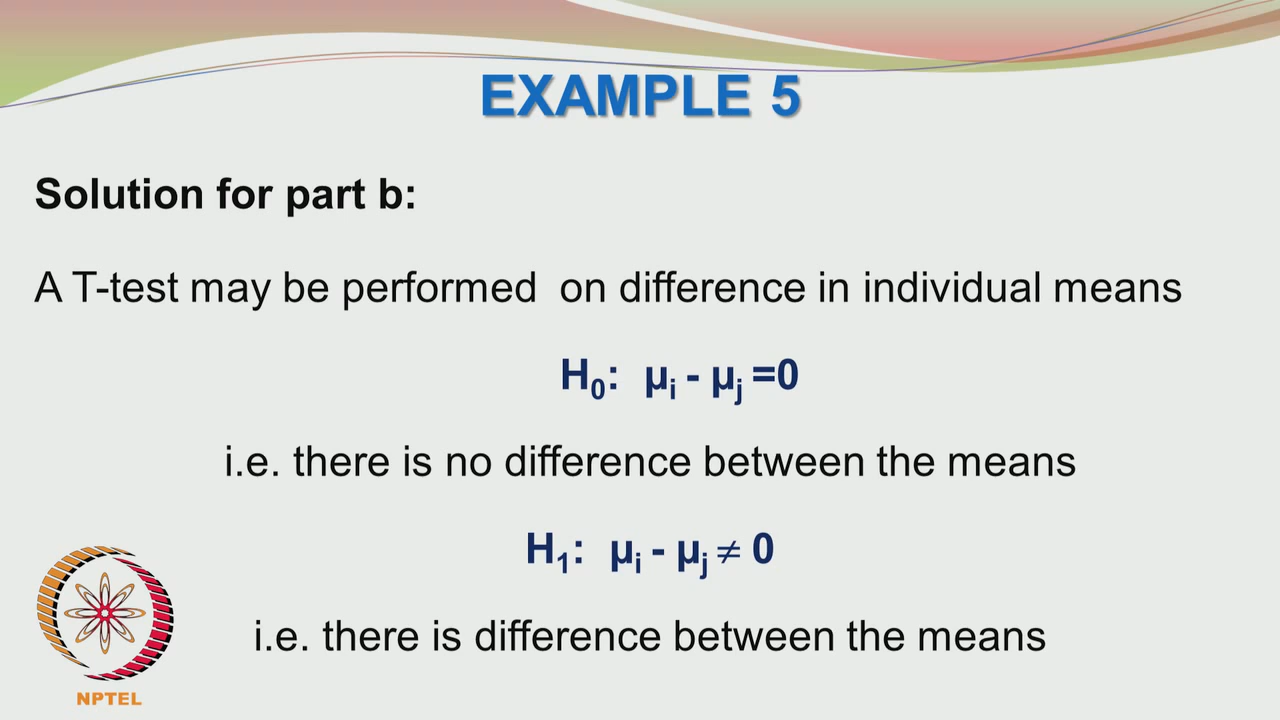 EXAMPLE 5
Solution for part b:
A T-test may be performed  on difference in individual means
H₀:  µᵢ - µⱼ =0
i.e. there is no difference between the means
H₁:  µᵢ - µⱼ ≠ 0
i.e. there is difference between the means
NPTEL